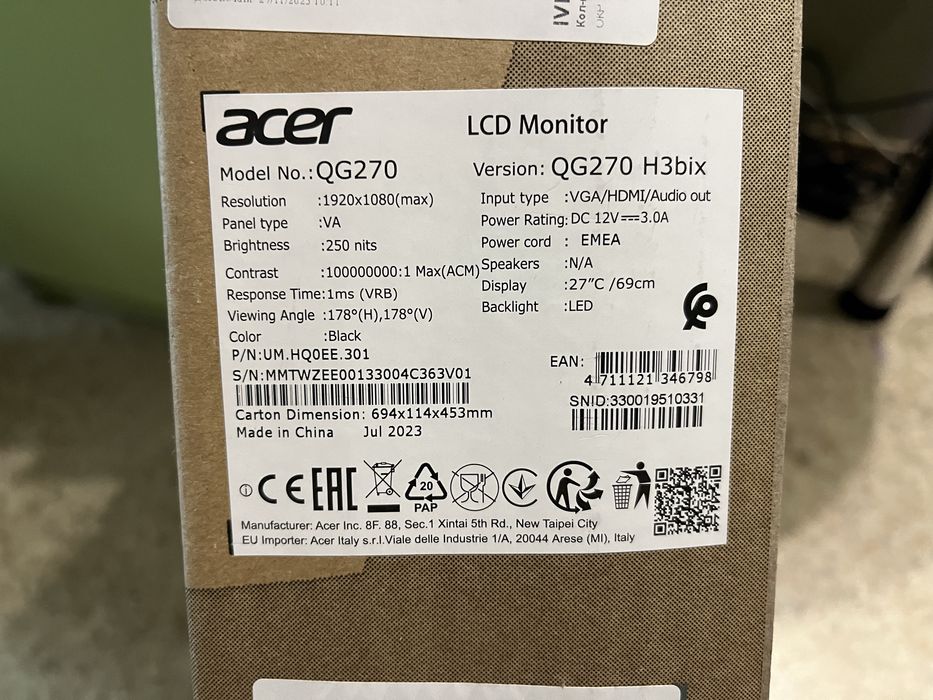 acer
LCD Monitor
Model No.:QG270
Version: QG270 H3bix
Resolution :1920x1080(max)
Panel type :VA
Brightness :250 nits
Contrast :100000000:1 Max(ACM)
Response Time:1ms (VRB)
Viewing Angle :178°(H),178°(V)
Color :Black
P/N:UM.HQ0EE.301
S/N:MMTWZEE00133004C363V01
Carton Dimension: 694x114x453mm
Made in China Jul 2023
Input type :VGA/HDMI/Audio out
Power Rating: DC 12V⎓3.0A
Power cord : EMEA
Speakers :N/A
Display :27"C /69cm
Backlight :LED
EAN:
4 711121 346798
SNID:330019510331
CE EAC
20
PAP
Manufacturer: Acer Inc. 8F. 88, Sec.1 Xintai 5th Rd., New Taipei City
EU Importer: Acer Italy s.r.l.Viale delle Industrie 1/A, 20044 Arese (MI), Italy